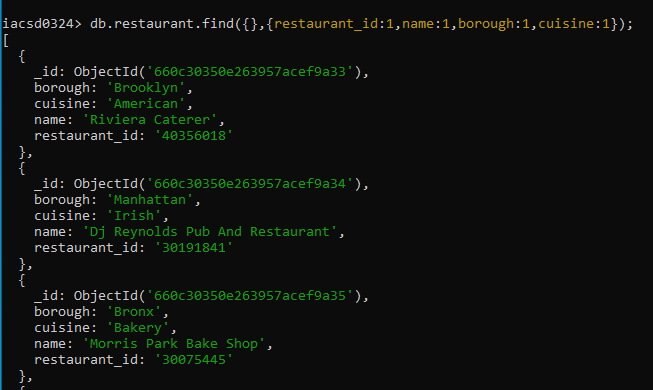 iacsd0324> db.restaurant.find({},{restaurant_id:1,name:1,borough:1,cuisine:1});
[
  {
    _id: ObjectId('660c30350e263957acef9a33'),
    borough: 'Brooklyn',
    cuisine: 'American',
    name: 'Riviera Caterer',
    restaurant_id: '40356018'
  },
  {
    _id: ObjectId('660c30350e263957acef9a34'),
    borough: 'Manhattan',
    cuisine: 'Irish',
    name: 'Dj Reynolds Pub And Restaurant',
    restaurant_id: '30191841'
  },
  {
    _id: ObjectId('660c30350e263957acef9a35'),
    borough: 'Bronx',
    cuisine: 'Bakery',
    name: 'Morris Park Bake Shop',
    restaurant_id: '30075445'
  },
  {